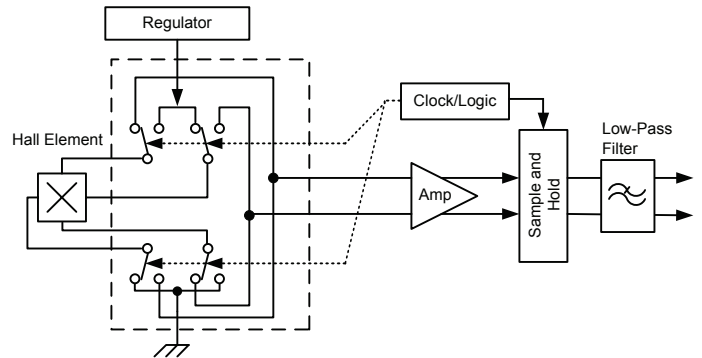 Regulator
Clock/Logic
Hall Element
Low-Pass
Filter
Amp
Sample and
Hold